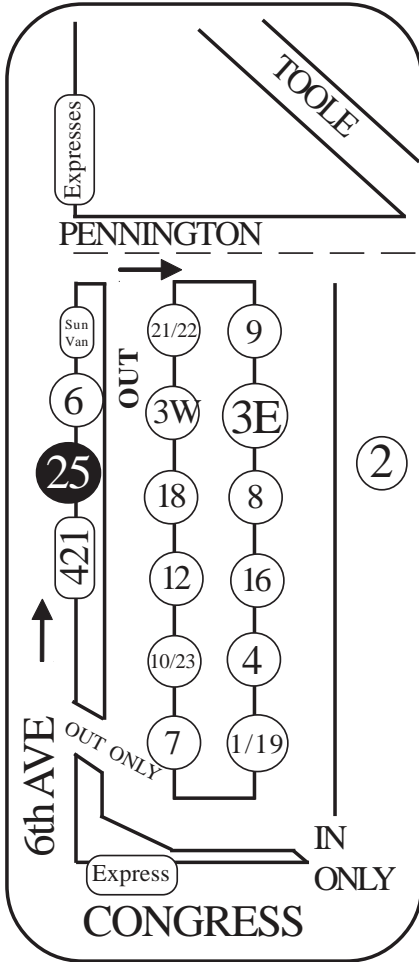 TOOLE
Expresses
PENNINGTON
Sun
Van
OUT
21/22
9
6
3W
3E
25
2
18
8
421
12
16
10/23
4
6th AVE
OUT ONLY
7
1/19
IN
ONLY
Express
CONGRESS